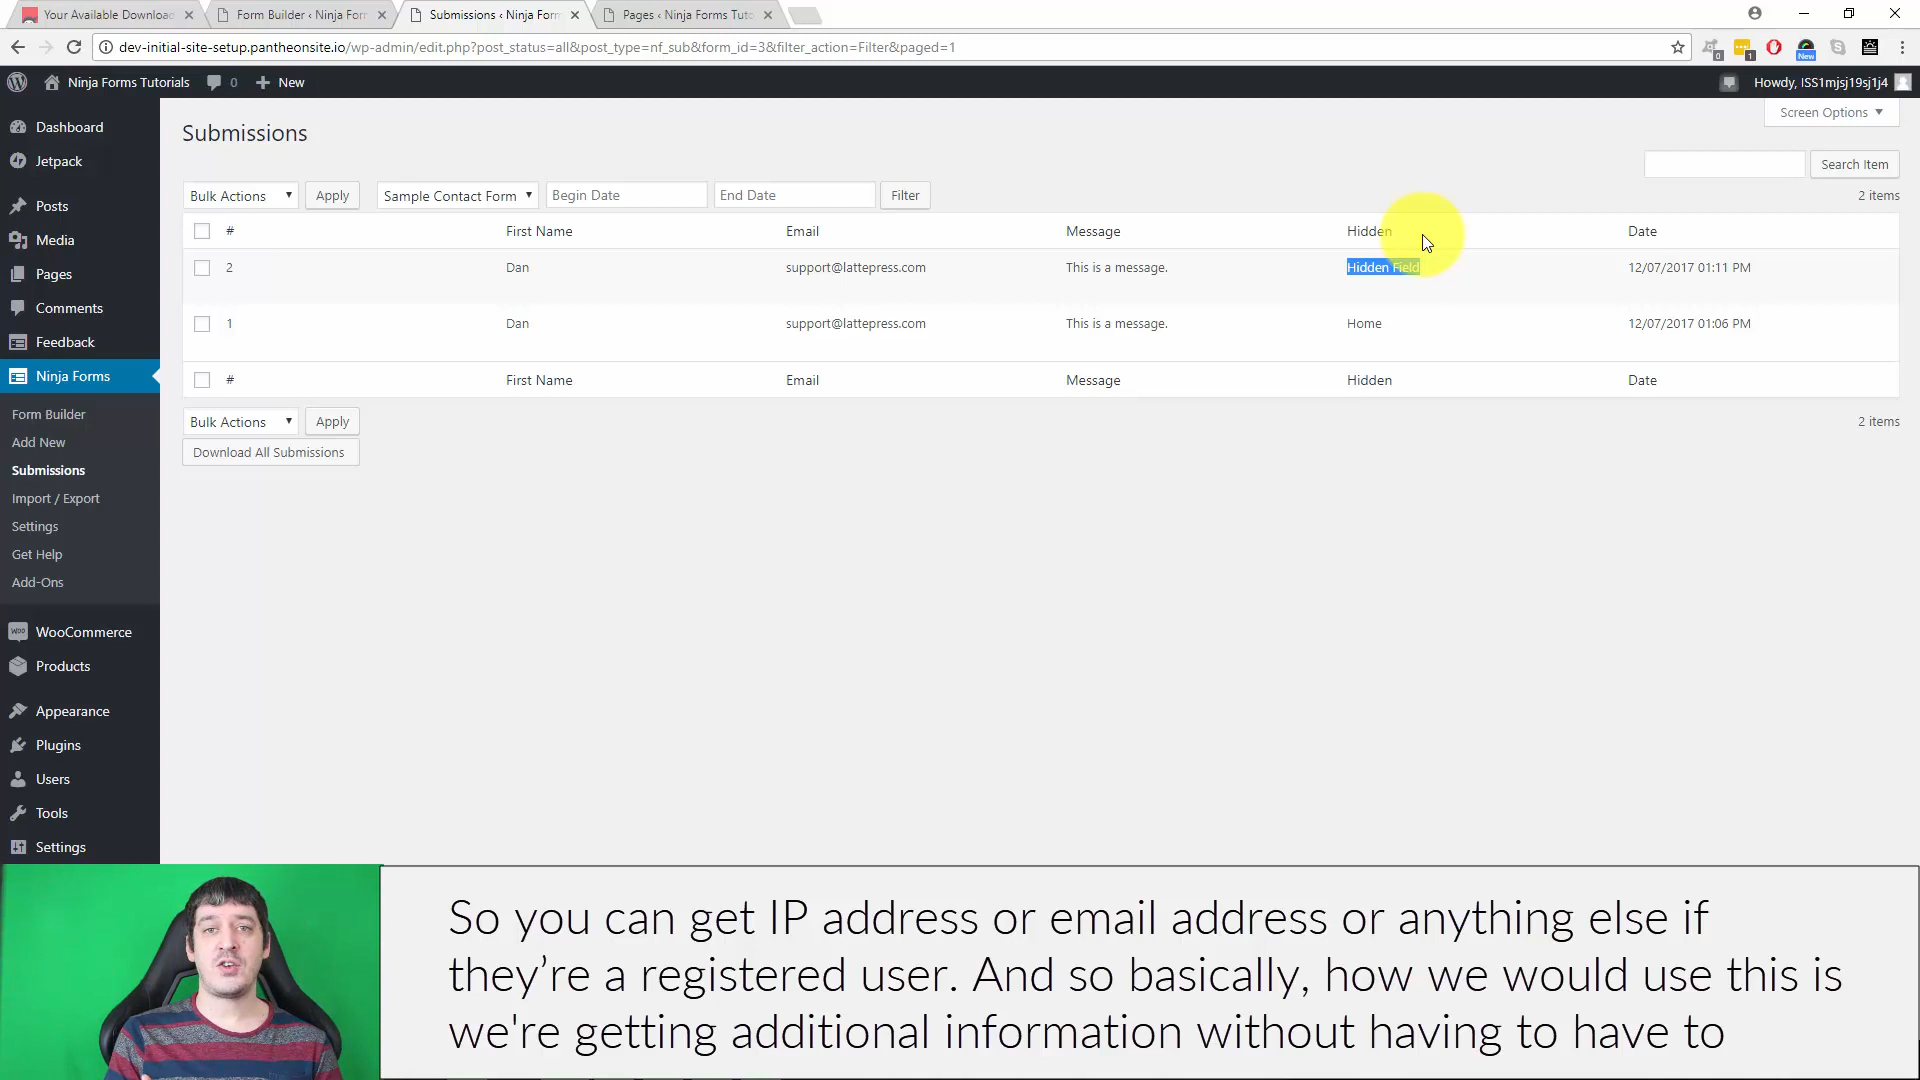 Your Available Download
Form Builder ‹ Ninja For
Submissions ‹ Ninja Form
Pages ‹ Ninja Forms Tuto
dev-initial-site-setup.pantheonsite.io/wp-admin/edit.php?post_status=all&post_type=nf_sub&form_id=3&filter_action=Filter&paged=1
0
1
New
Ninja Forms Tutorials
0
New
Howdy, ISS1mjsj19sj1j4
Dashboard
Jetpack
Posts
Media
Pages
Comments
Feedback
Ninja Forms
Form Builder
Add New
Submissions
Import / Export
Settings
Get Help
Add-Ons
WooCommerce
Products
Appearance
Plugins
Users
Tools
Settings
Screen Options
Submissions
Search Item
Bulk Actions Apply Sample Contact Form Begin Date End Date Filter 2 items
# First Name Email Message Hidden Date
2 Dan support@lattepress.com This is a message. Hidden Field 12/07/2017 01:11 PM
1 Dan support@lattepress.com This is a message. Home 12/07/2017 01:06 PM
# First Name Email Message Hidden Date
Bulk Actions Apply 2 items
Download All Submissions
So you can get IP address or email address or anything else if
they’re a registered user. And so basically, how we would use this is
we're getting additional information without having to have to